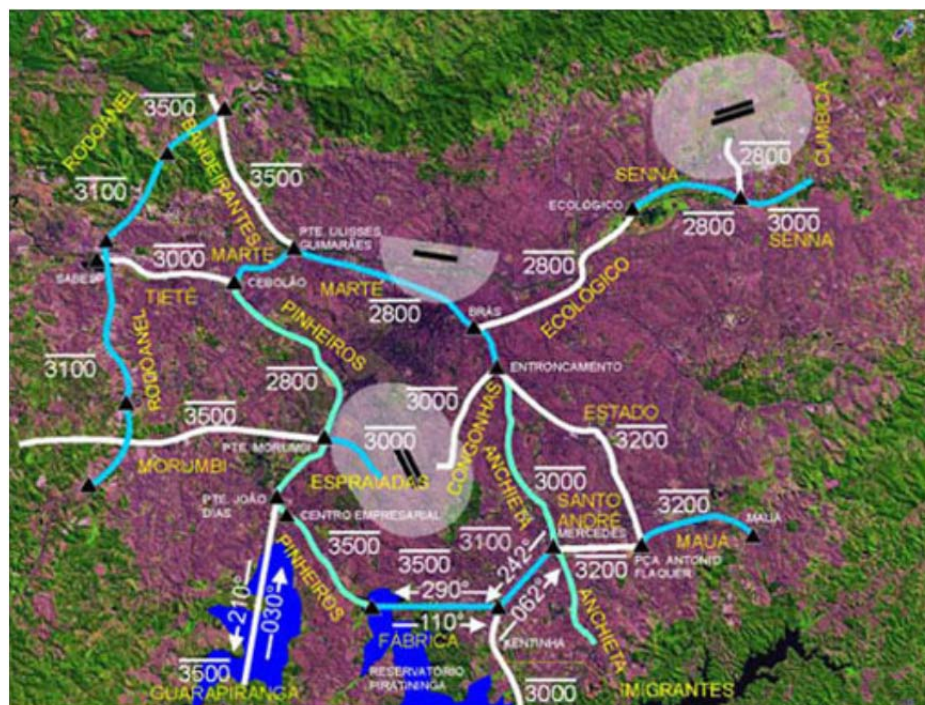 RODOANEL
3500
BANDEIRANTES
3100
3500
2800
CUMBICA
SENNA
ECOLÓGICO
2800
3000
SENNA
PTE. ULISSES
GUIMARÃES
3000
MARTE
SABESP
TIETÊ
CEBOLÃO
MARTE
2800
2800
ECOLÓGICO
BRÁS
PINHEIROS
RODOANEL
3100
2800
ENTRONCAMENTO
3000
CONGONHAS
ESTADO
3500
3000
3200
PTE. MORUMBI
MORUMBI
ESPRAIADAS
ANCHIETA
3000
PTE. JOÃO
DIAS
CENTRO EMPRESARIAL
SANTO
ANDRÉ
MERCEDES
3200
MAUÁ
MAUÁ
3500
3100
3500
3200
PÇA. ANTONIO
FLAQUER
PINHEIROS
210°
030°
290°
110°
242°
062°
FÁBRICA
KENTINHA
ANCHIETA
RESERVATÓRIO
PIRATININGA
3500
GUARAPIRANGA
3000
IMIGRANTES